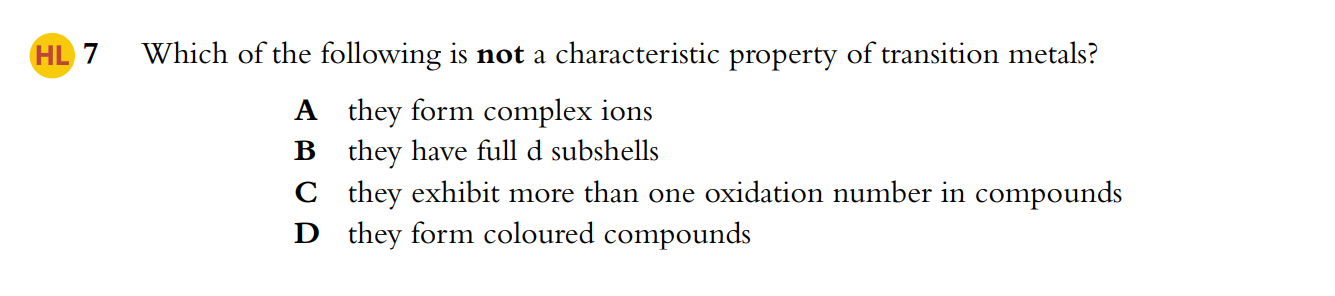 HL 7 Which of the following is not a characteristic property of transition metals?
A they form complex ions
B they have full d subshells
C they exhibit more than one oxidation number in compounds
D they form coloured compounds